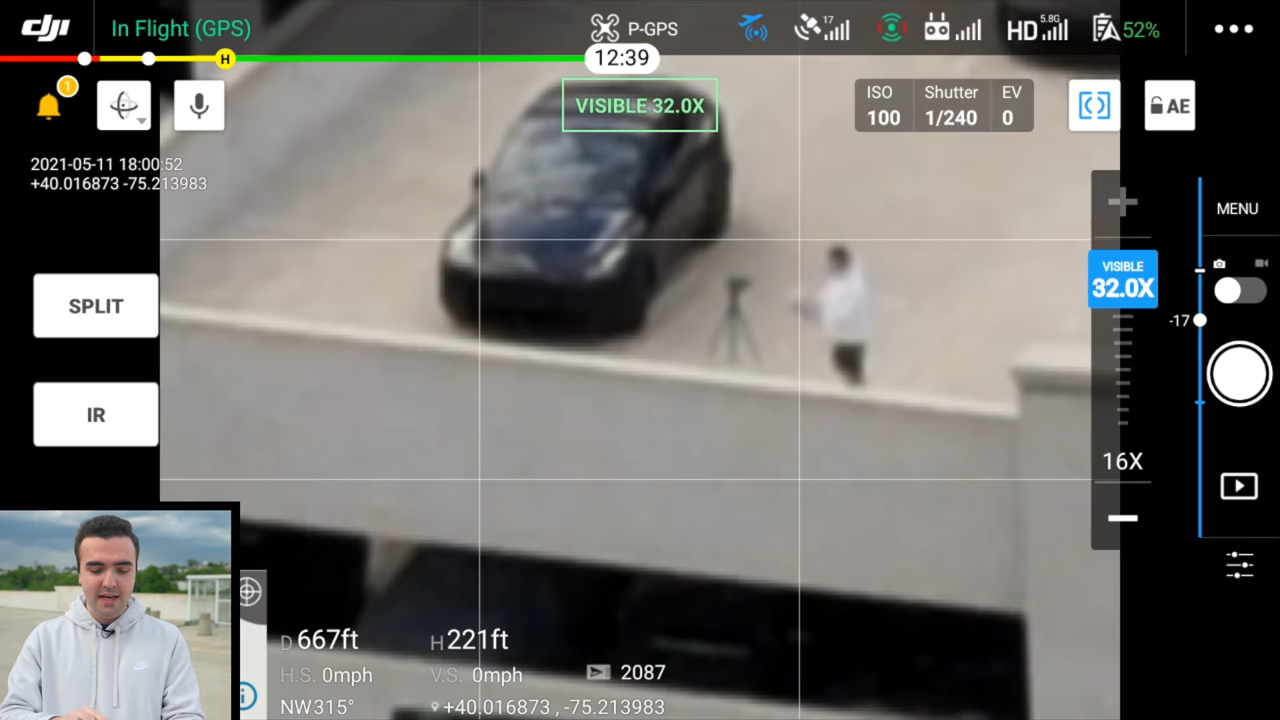 dji In Flight (GPS) P-GPS 17 HD 5.8G 52%
H 12:39
1
VISIBLE 32.0X
ISO Shutter EV
100 1/240 0
AE
2021-05-11 18:00:52
+40.016873 -75.213983
MENU
VISIBLE
32.0X
SPLIT
-17
IR
16X
D 667ft H 221ft
H.S. 0mph V.S. 0mph 2087
NW315° +40.016873 , -75.213983